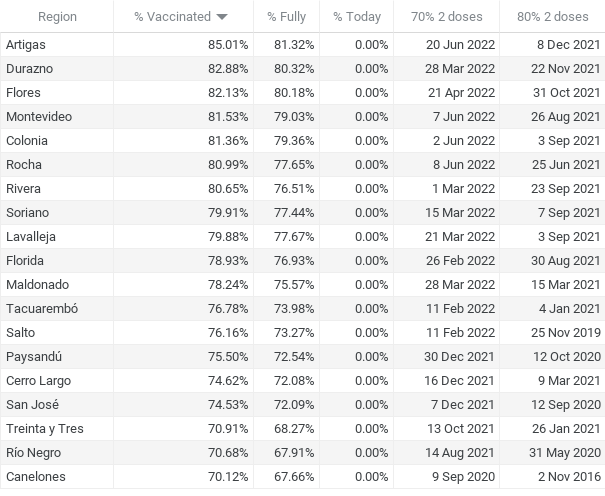 Region % Vaccinated % Fully % Today 70% 2 doses 80% 2 doses
Artigas 85.01% 81.32% 0.00% 20 Jun 2022 8 Dec 2021
Durazno 82.88% 80.32% 0.00% 28 Mar 2022 22 Nov 2021
Flores 82.13% 80.18% 0.00% 21 Apr 2022 31 Oct 2021
Montevideo 81.53% 79.03% 0.00% 7 Jun 2022 26 Aug 2021
Colonia 81.36% 79.36% 0.00% 2 Jun 2022 3 Sep 2021
Rocha 80.99% 77.65% 0.00% 8 Jun 2022 25 Jun 2021
Rivera 80.65% 76.51% 0.00% 1 Mar 2022 23 Sep 2021
Soriano 79.91% 77.44% 0.00% 15 Mar 2022 7 Sep 2021
Lavalleja 79.88% 77.67% 0.00% 21 Mar 2022 3 Sep 2021
Florida 78.93% 76.93% 0.00% 26 Feb 2022 30 Aug 2021
Maldonado 78.24% 75.57% 0.00% 28 Mar 2022 15 Mar 2021
Tacuarembó 76.78% 73.98% 0.00% 11 Feb 2022 4 Jan 2021
Salto 76.16% 73.27% 0.00% 11 Feb 2022 25 Nov 2019
Paysandú 75.50% 72.54% 0.00% 30 Dec 2021 12 Oct 2020
Cerro Largo 74.62% 72.08% 0.00% 16 Dec 2021 9 Mar 2021
San José 74.53% 72.09% 0.00% 7 Dec 2021 12 Sep 2020
Treinta y Tres 70.91% 68.27% 0.00% 13 Oct 2021 26 Jan 2021
Río Negro 70.68% 67.91% 0.00% 14 Aug 2021 31 May 2020
Canelones 70.12% 67.66% 0.00% 9 Sep 2020 2 Nov 2016